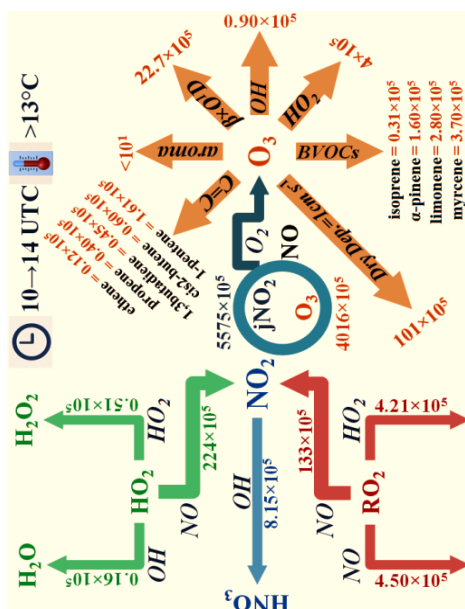 10→14 UTC
>13°C
H₂O
H₂O₂
0.16×10⁵
0.51×10⁵
OH
HO₂
HO₂
NO
224×10⁵
HNO₃
OH
8.15×10⁵
NO₂
5575×10⁵
jNO₂
O₃
4016×10⁵
O₂
NO
133×10⁵
NO
RO₂
NO
HO₂
4.50×10⁵
4.21×10⁵
O₃
C=C
ethene = 0.12×10⁵
propene = 0.40×10⁵
1,3butadiene = 0.45×10⁵
cis2-butene = 0.60×10⁵
1-pentene = 1.61×10⁵
aroma
<10¹
β×O¹D
22.7×10⁵
OH
0.90×10⁵
HO₂
4×10⁵
BVOCs
isoprene = 0.31×10⁵
α-pinene = 1.60×10⁵
limonene = 2.80×10⁵
myrcene = 3.70×10⁵
Dry Dep.=1cm s⁻¹
101×10⁵